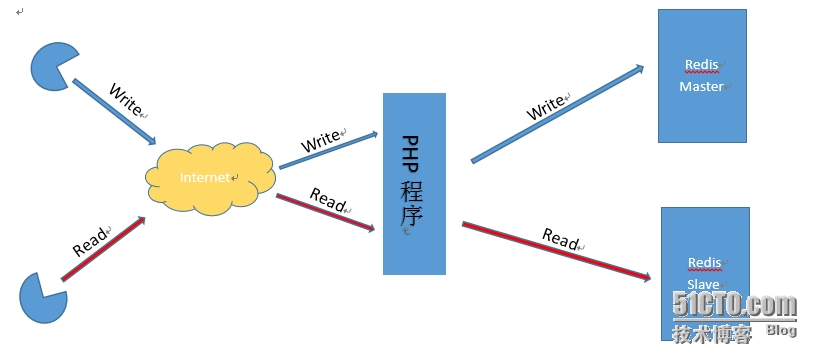 Write
Internet
Read
Write
Read
PHP 程序
Write
Read
Redis
Master
Redis
Slave
51CTO.com
技术博客 Blog